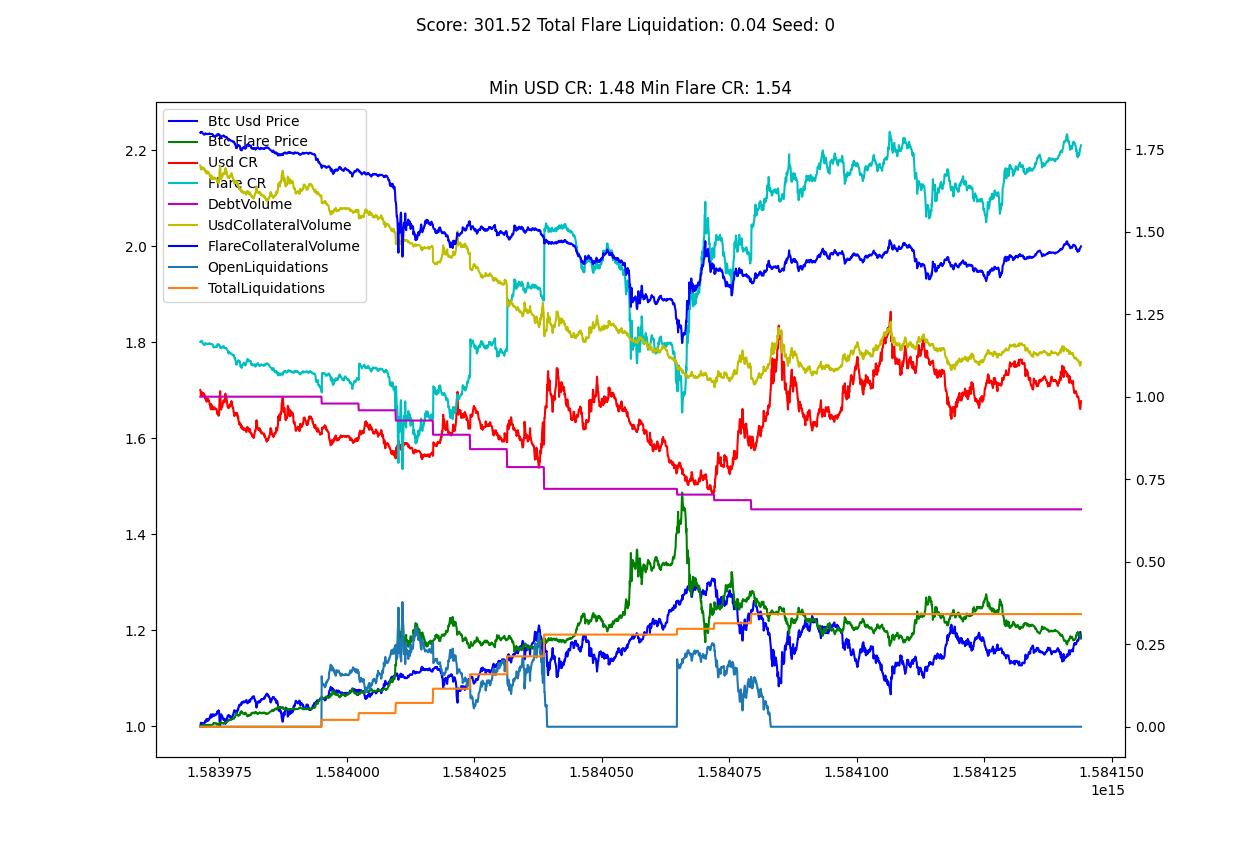 Score: 301.52 Total Flare Liquidation: 0.04 Seed: 0
Min USD CR: 1.48 Min Flare CR: 1.54
Btc Usd Price
Btc Flare Price
Usd CR
Flare CR
DebtVolume
UsdCollateralVolume
FlareCollateralVolume
OpenLiquidations
TotalLiquidations
2.2
2.0
1.8
1.6
1.4
1.2
1.0
1.75
1.50
1.25
1.00
0.75
0.50
0.25
0.00
1.583975 1.584000 1.584025 1.584050 1.584075 1.584100 1.584125 1.584150
1e15